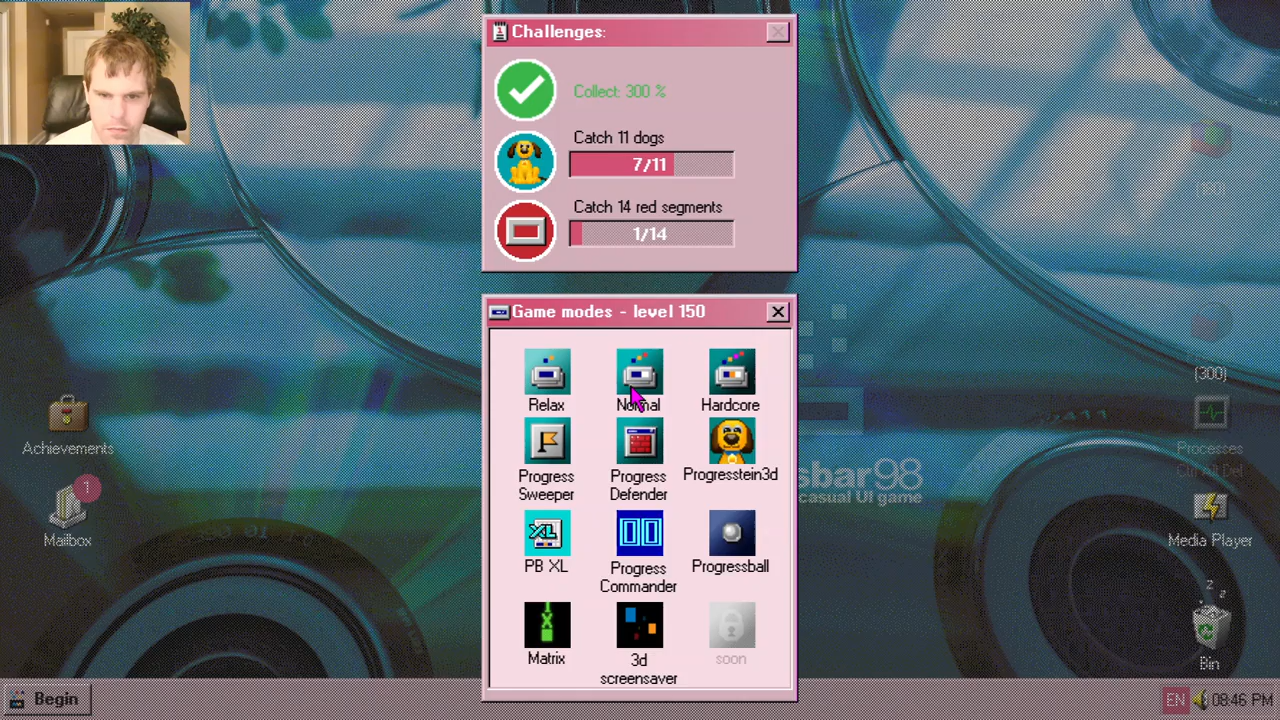 Challenges:
Collect: 300 %
Catch 11 dogs
7/11
Catch 14 red segments
1/14
Game modes - level 150
Relax
Normal
Hardcore
Progress
Sweeper
Progress
Defender
Progresstein3d
XL
PB XL
Progress
Commander
Progressball
X
Matrix
3d
screensaver
soon
Achievements
1
Mailbox
sbar98
casual UI game
(300)
Processes
Media Player
z
z
Bin
Begin
EN
08:46 PM